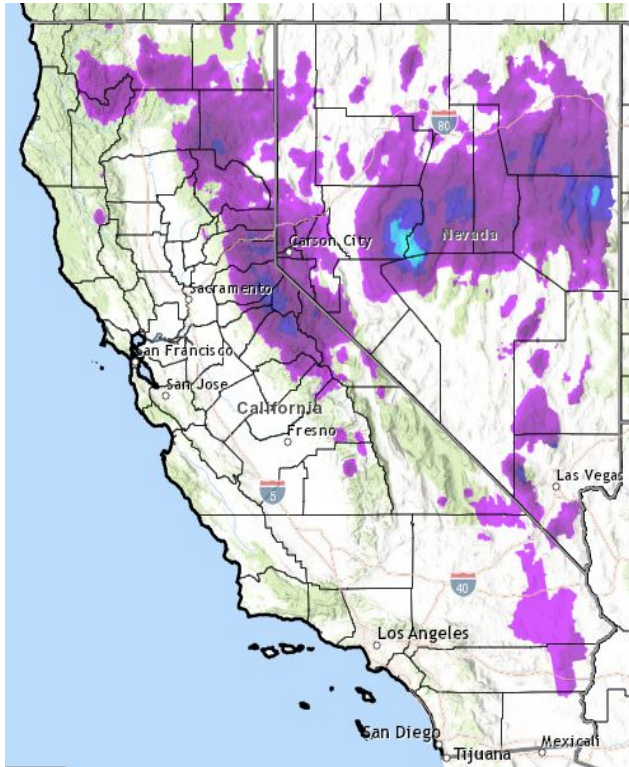 80
Nevada
Carson City
Sacramento
San Francisco
San Jose
California
Fresno
5
Las Vegas
40
Los Angeles
San Diego
Tijuana
Mexicali